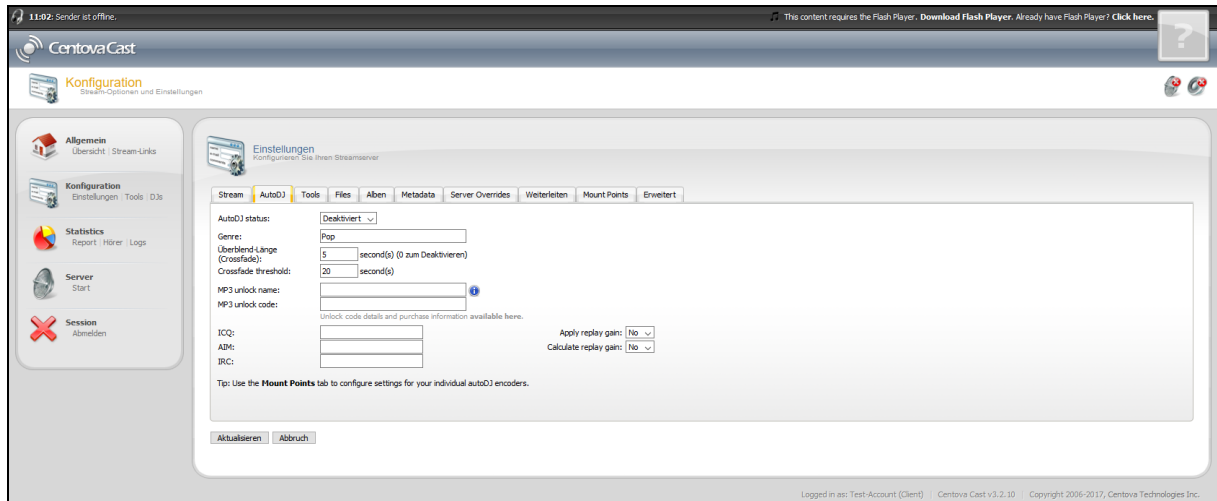 11:02: Sender ist offline.
This content requires the Flash Player. Download Flash Player. Already have Flash Player? Click here.
?
CentovaCast
Konfiguration
Stream-Optionen und Einstellungen
Allgemein
Übersicht | Stream-Links
Konfiguration
Einstellungen | Tools | DJs
Statistics
Report | Hörer | Logs
Server
Start
Session
Abmelden
Einstellungen
Konfigurieren Sie Ihren Streamserver
Stream AutoDJ Tools Files Alben Metadata Server Overrides Weiterleiten Mount Points Erweitert
AutoDJ status: Deaktiviert
Genre: Pop
Überblend-Länge
(Crossfade): 5 second(s) (0 zum Deaktivieren)
Crossfade threshold: 20 second(s)
MP3 unlock name:
MP3 unlock code:
Unlock code details and purchase information available here.
ICQ: Apply replay gain: No
AIM: Calculate replay gain: No
IRC:
Tip: Use the Mount Points tab to configure settings for your individual autoDJ encoders.
Aktualisieren Abbruch
Logged in as: Test-Account (Client) | Centova Cast v3.2.10 | Copyright 2006-2017, Centova Technologies Inc.